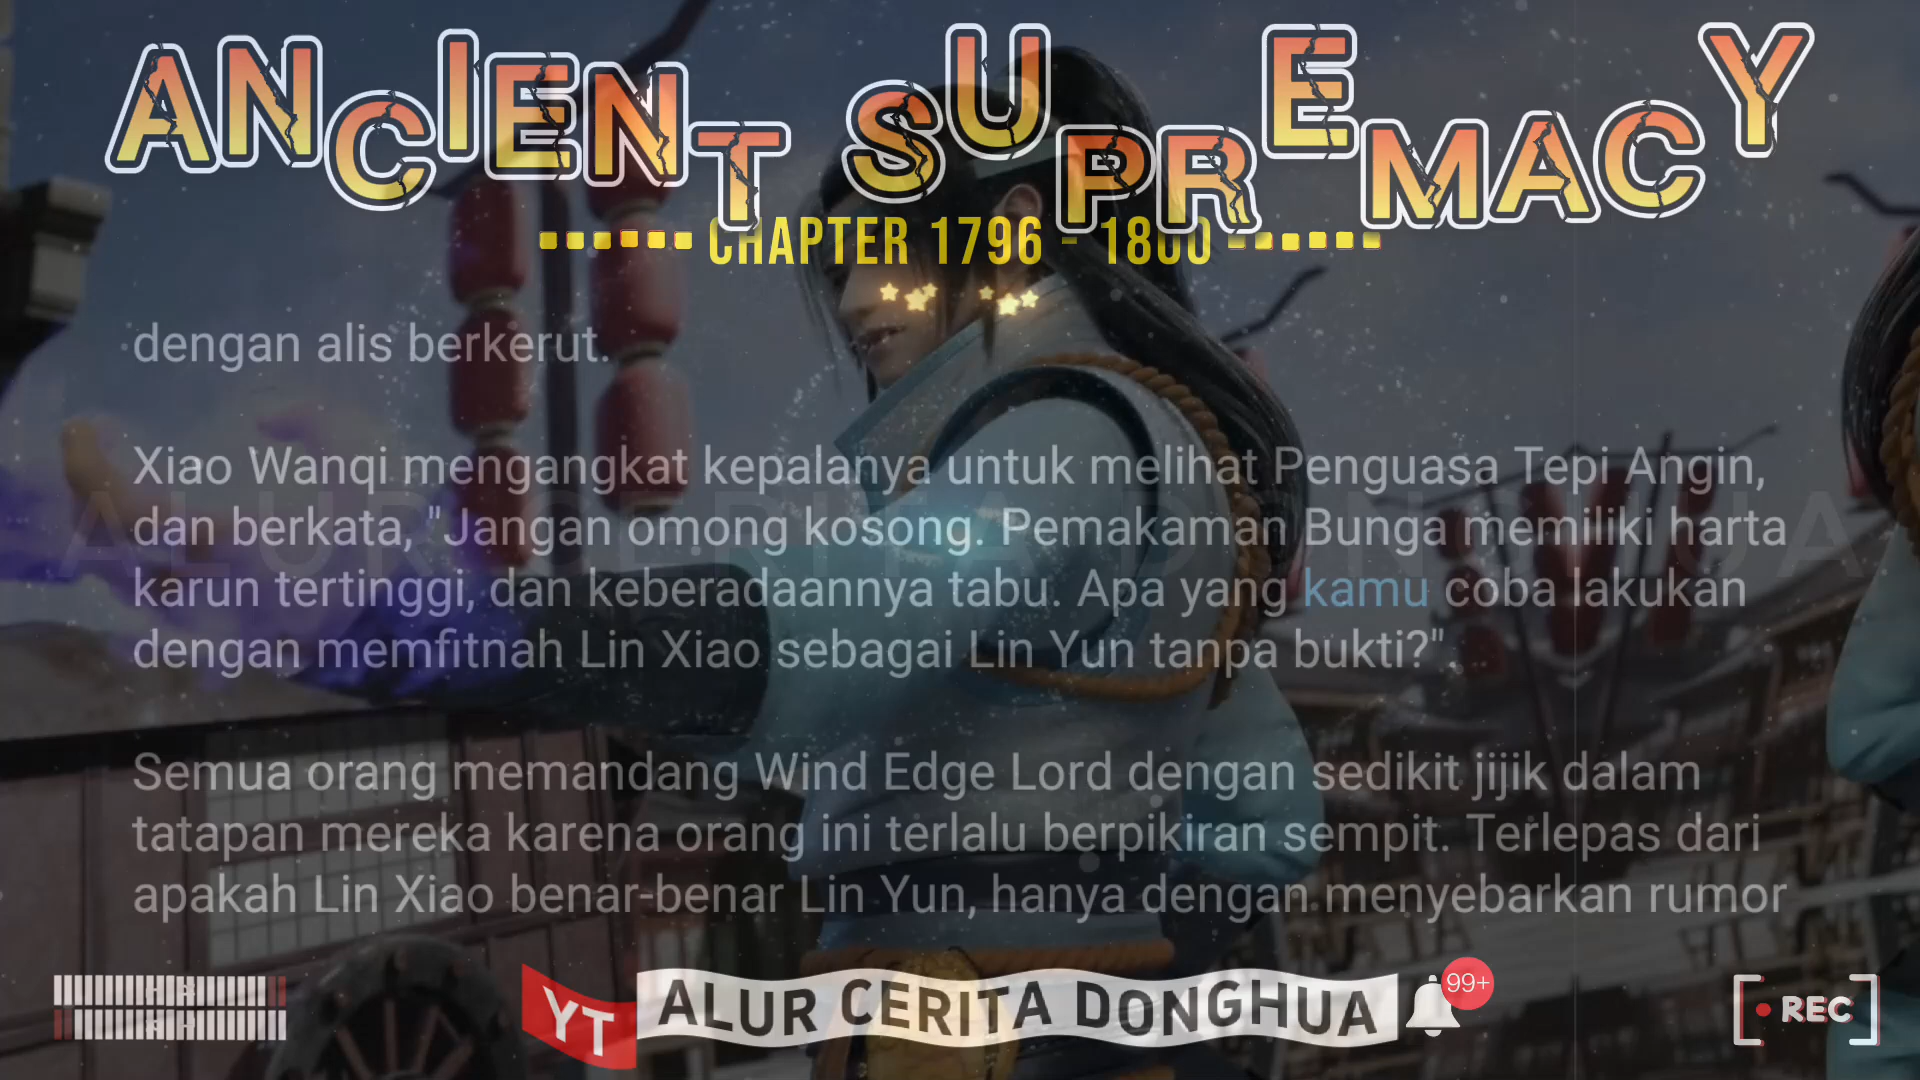 ANCIENT SUPREMACY
CHAPTER 1796 - 1800
dengan alis berkerut.
Xiao Wanqi mengangkat kepalanya untuk melihat Penguasa Tepi Angin,
dan berkata, "Jangan omong kosong. Pemakaman Bunga memiliki harta
karun tertinggi, dan keberadaannya tabu. Apa yang kamu coba lakukan
dengan memfitnah Lin Xiao sebagai Lin Yun tanpa bukti?"
Semua orang memandang Wind Edge Lord dengan sedikit jijik dalam
tatapan mereka karena orang ini terlalu berpikiran sempit. Terlepas dari
apakah Lin Xiao benar-benar Lin Yun, hanya dengan menyebarkan rumor
YT ALUR CERITA DONGHUA 99+
REC